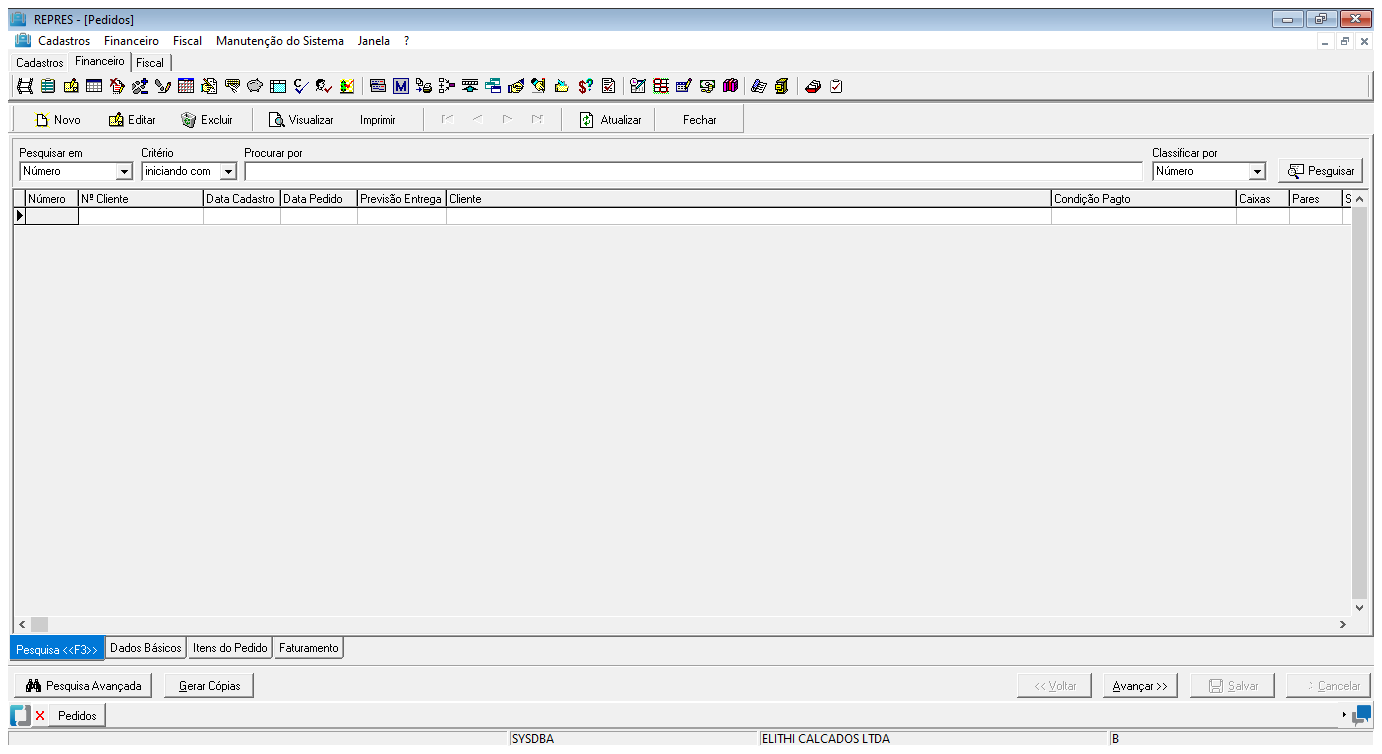 REPRES - [Pedidos]
Cadastros Financeiro Fiscal Manutenção do Sistema Janela ?
Cadastros Financeiro Fiscal
Novo Editar Excluir Visualizar Imprimir Atualizar Fechar
Pesquisar em Critério Procurar por Classificar por
Número iniciando com Número Pesquisar
Número Nº Cliente Data Cadastro Data Pedido Previsão Entrega Cliente Condição Pagto Caixas Pares S
Pesquisa <<F3>> Dados Básicos Itens do Pedido Faturamento
Pesquisa Avançada Gerar Cópias << Voltar Avançar >> Salvar Cancelar
Pedidos
SYSDBA ELITHI CALCADOS LTDA B